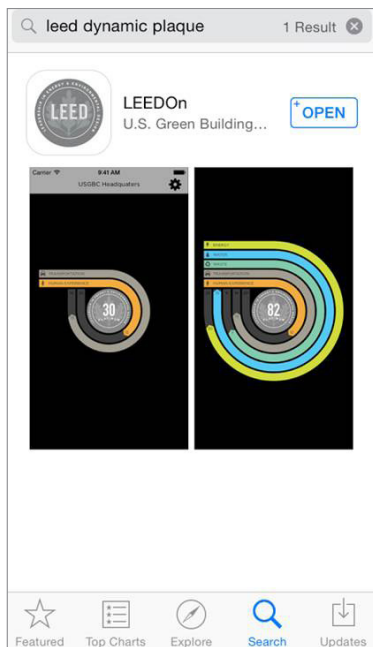 leed dynamic plaque
1 Result
LEED
LEEDOn
U.S. Green Building...
+OPEN
Carrier
9:41 AM
USGBC Headquarters
TRANSPORTATION
HUMAN EXPERIENCE
30
ENERGY
WATER
WASTE
TRANSPORTATION
HUMAN EXPERIENCE
82
Featured
Top Charts
Explore
Search
Updates